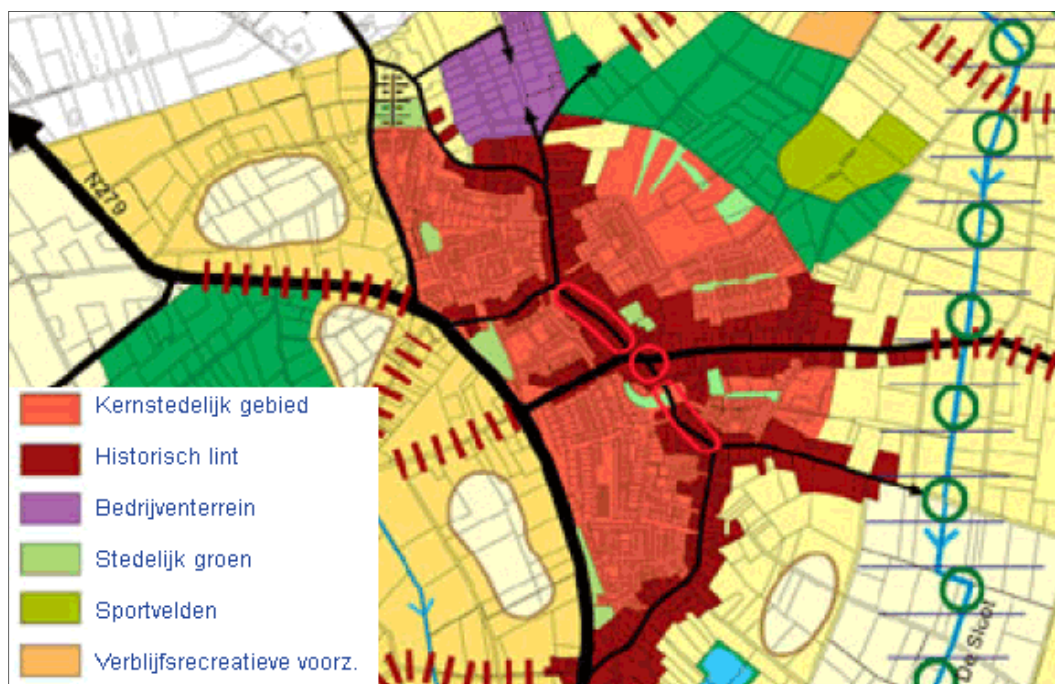 N279
Kernstedelijk gebied
Historisch lint
Bedrijventerrein
Stedelijk groen
Sportvelden
Verblijfsrecreatieve voorz.
De Sloot